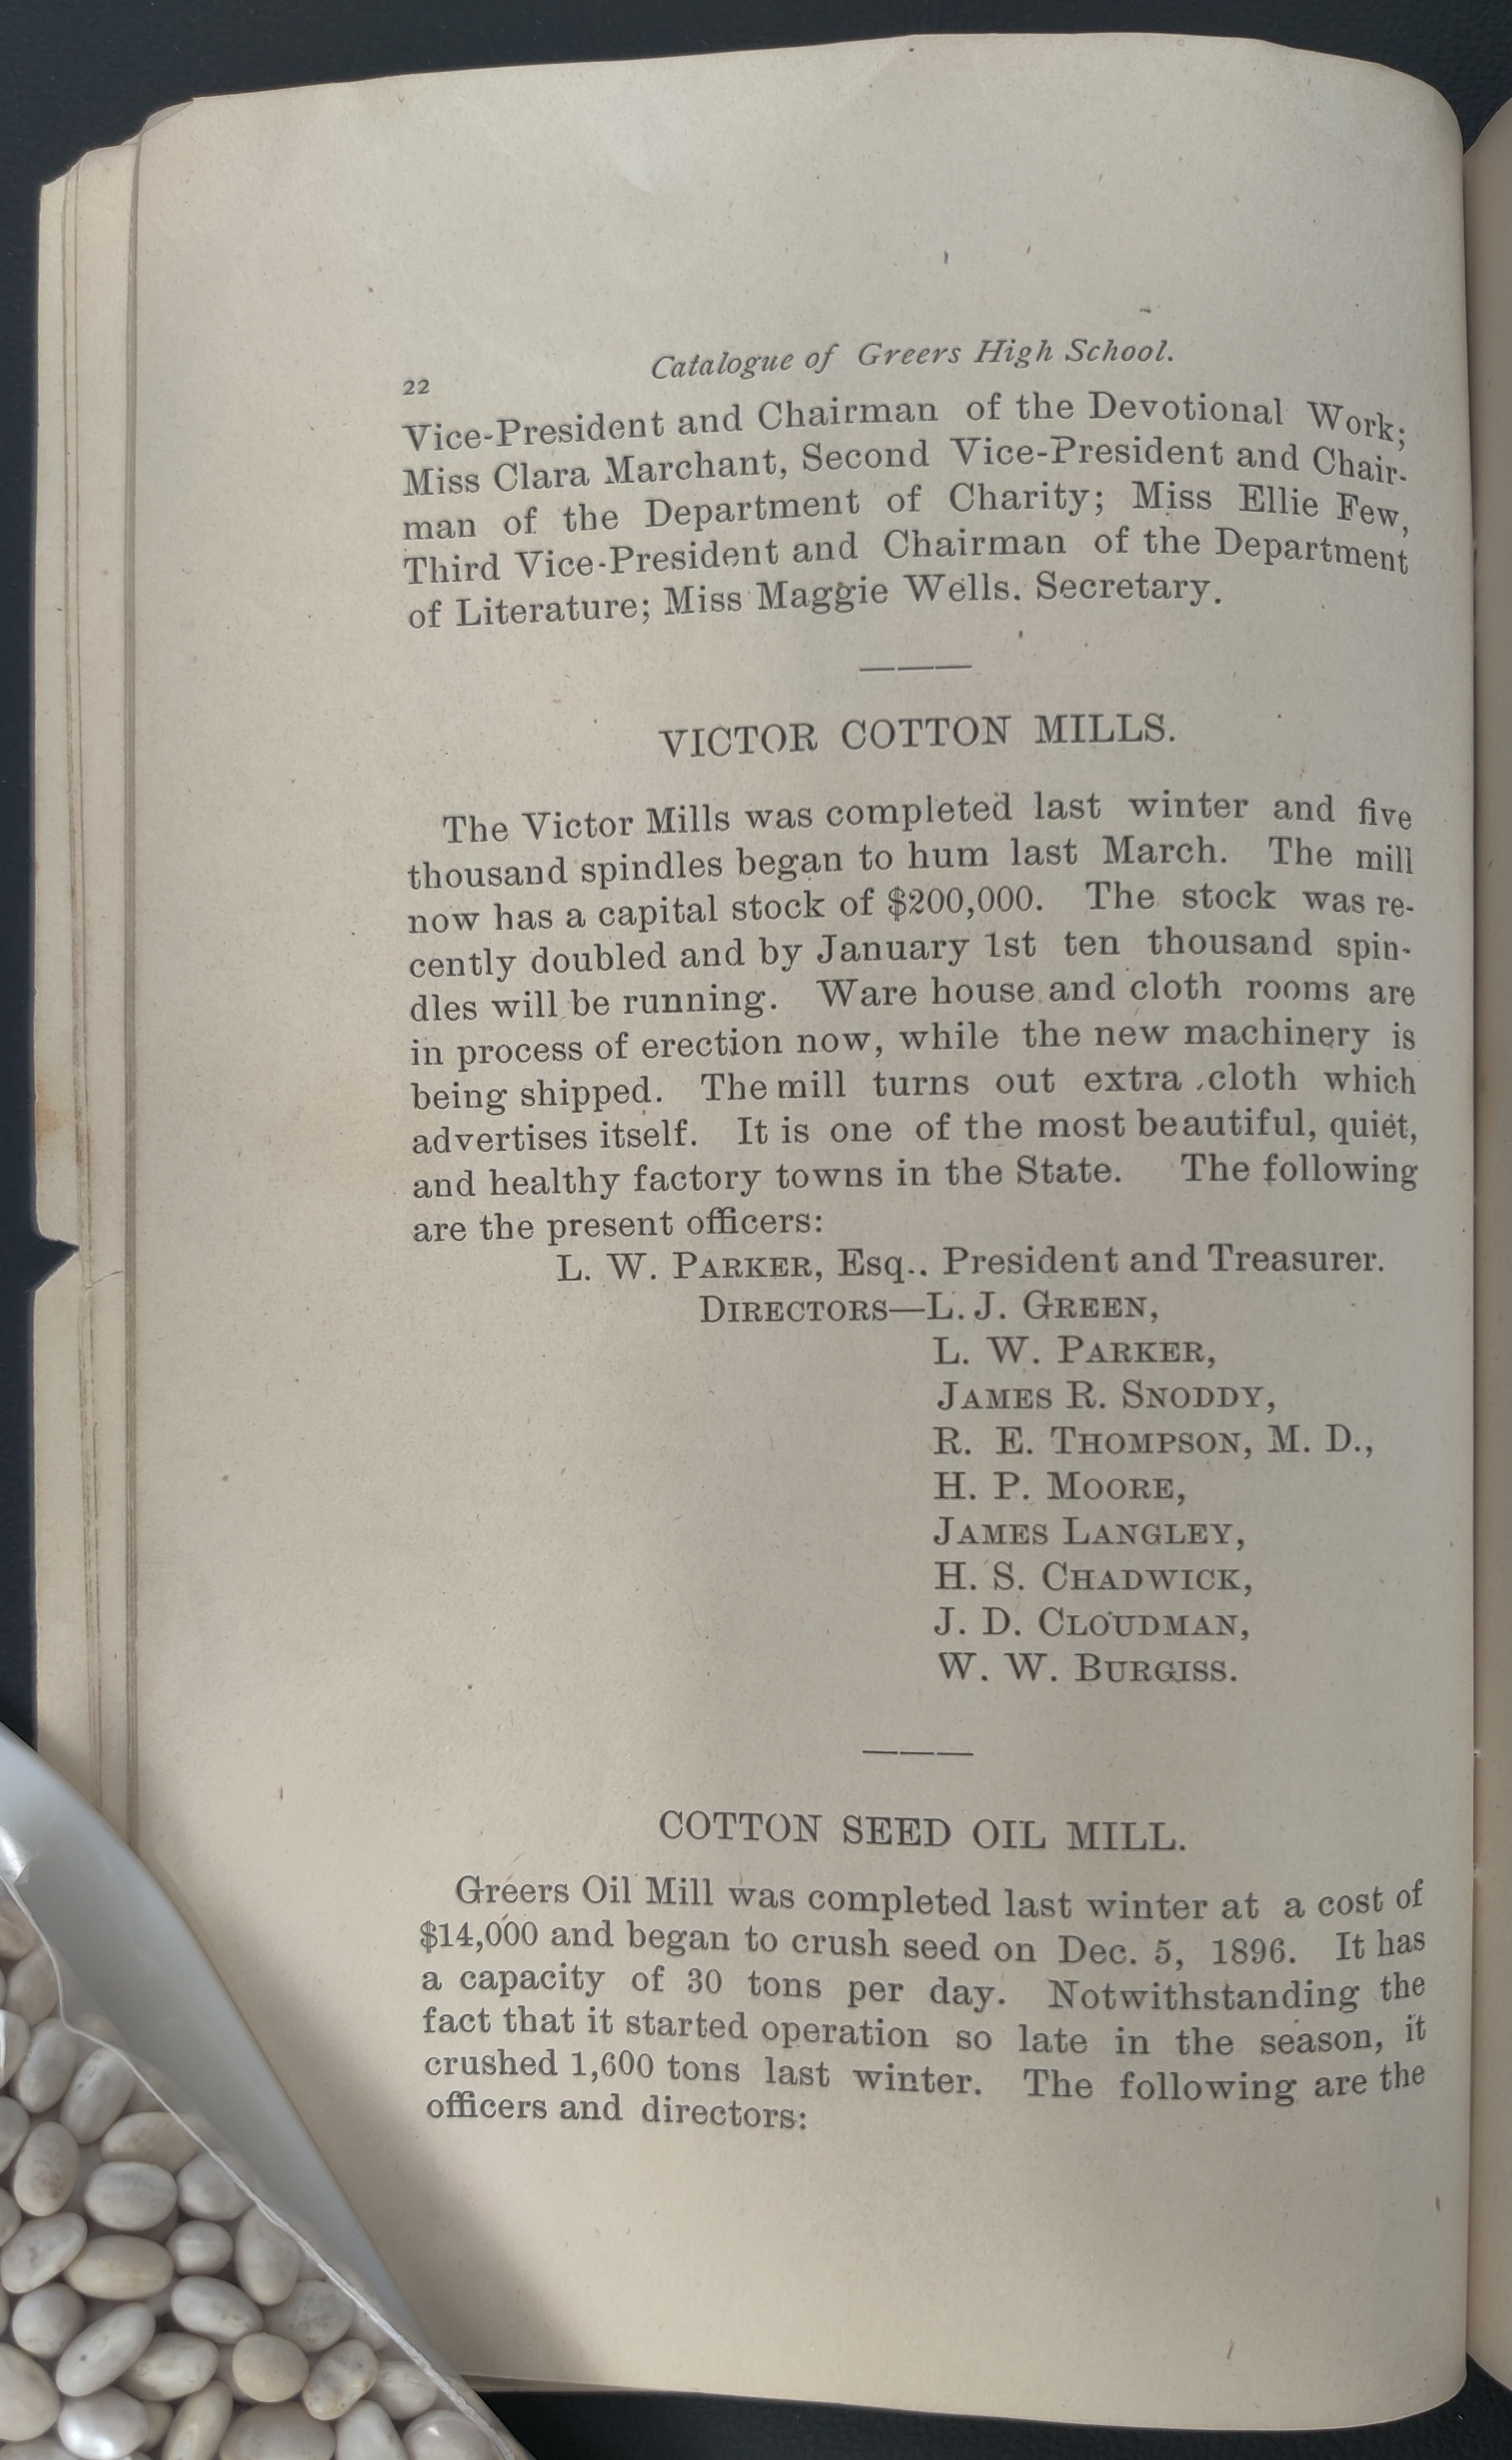 22
Catalogue of Greers High School.
Vice-President and Chairman of the Devotional Work;
Miss Clara Marchant, Second Vice-President and Chair-
man of the Department of Charity; Miss Ellie Few,
Third Vice-President and Chairman of the Department
of Literature; Miss Maggie Wells. Secretary.
VICTOR COTTON MILLS.
The Victor Mills was completed last winter and five
thousand spindles began to hum last March. The mill
now has a capital stock of $200,000. The stock was re-
cently doubled and by January 1st ten thousand spin-
dles will be running. Ware house and cloth rooms are
in process of erection now, while the new machinery is
being shipped. The mill turns out extra cloth which
advertises itself. It is one of the most beautiful, quiet,
and healthy factory towns in the State. The following
are the present officers:
L. W. PARKER, Esq.. President and Treasurer.
DIRECTORS—L. J. GREEN,
L. W. PARKER,
JAMES R. SNODDY,
R. E. THOMPSON, M. D.,
H. P. MOORE,
JAMES LANGLEY,
H. S. CHADWICK,
J. D. CLOUDMAN,
W. W. BURGISS.
COTTON SEED OIL MILL.
Greers Oil Mill was completed last winter at a cost of
$14,000 and began to crush seed on Dec. 5, 1896. It has
a capacity of 30 tons per day. Notwithstanding the
fact that it started operation so late in the season, it
crushed 1,600 tons last winter. The following are the
officers and directors: